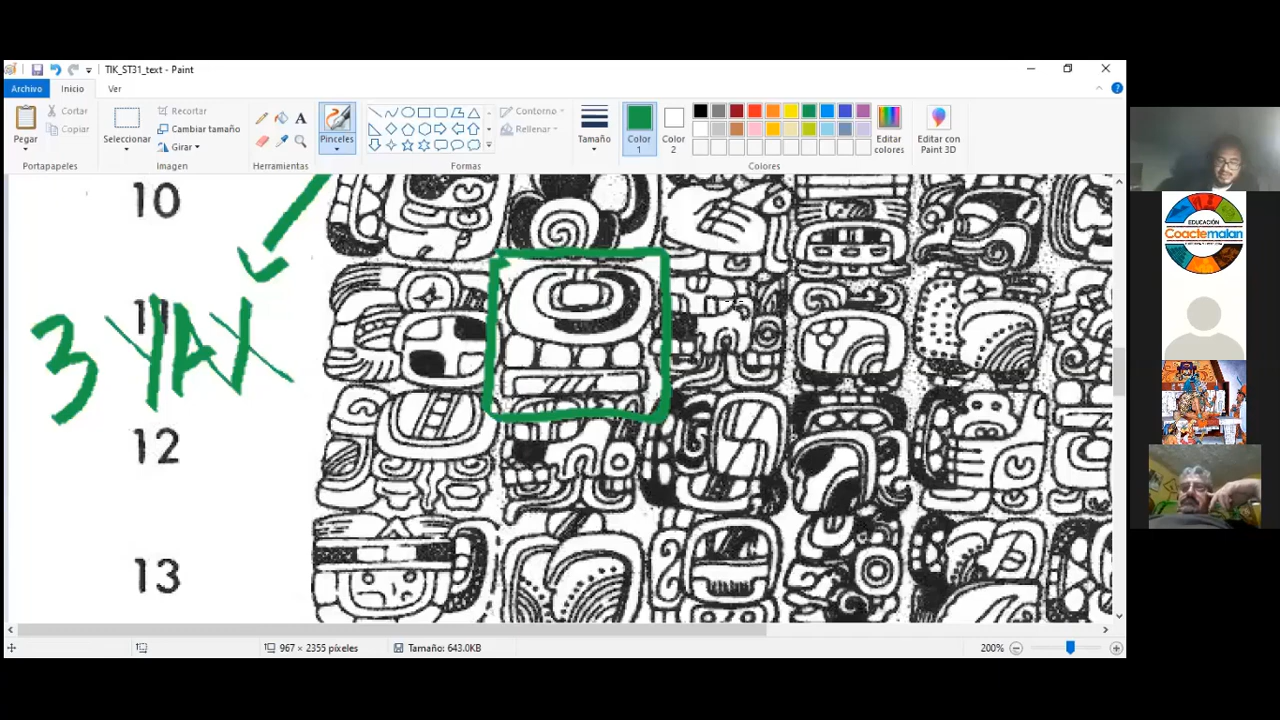 TIK_ST31_text - Paint
Archivo
Inicio
Ver
Pegar
Cortar
Copiar
Portapapeles
Seleccionar
Recortar
Cambiar tamaño
Girar
Imagen
Herramientas
Pinceles
Contorno
Rellenar
Formas
Tamaño
Color 1
Color 2
Editar colores
Editar con Paint 3D
Colores
10
11
3 YAX
12
13
EDUCACIÓN
Coactemalan
967 × 2355 píxeles
Tamaño: 643.0KB
200%